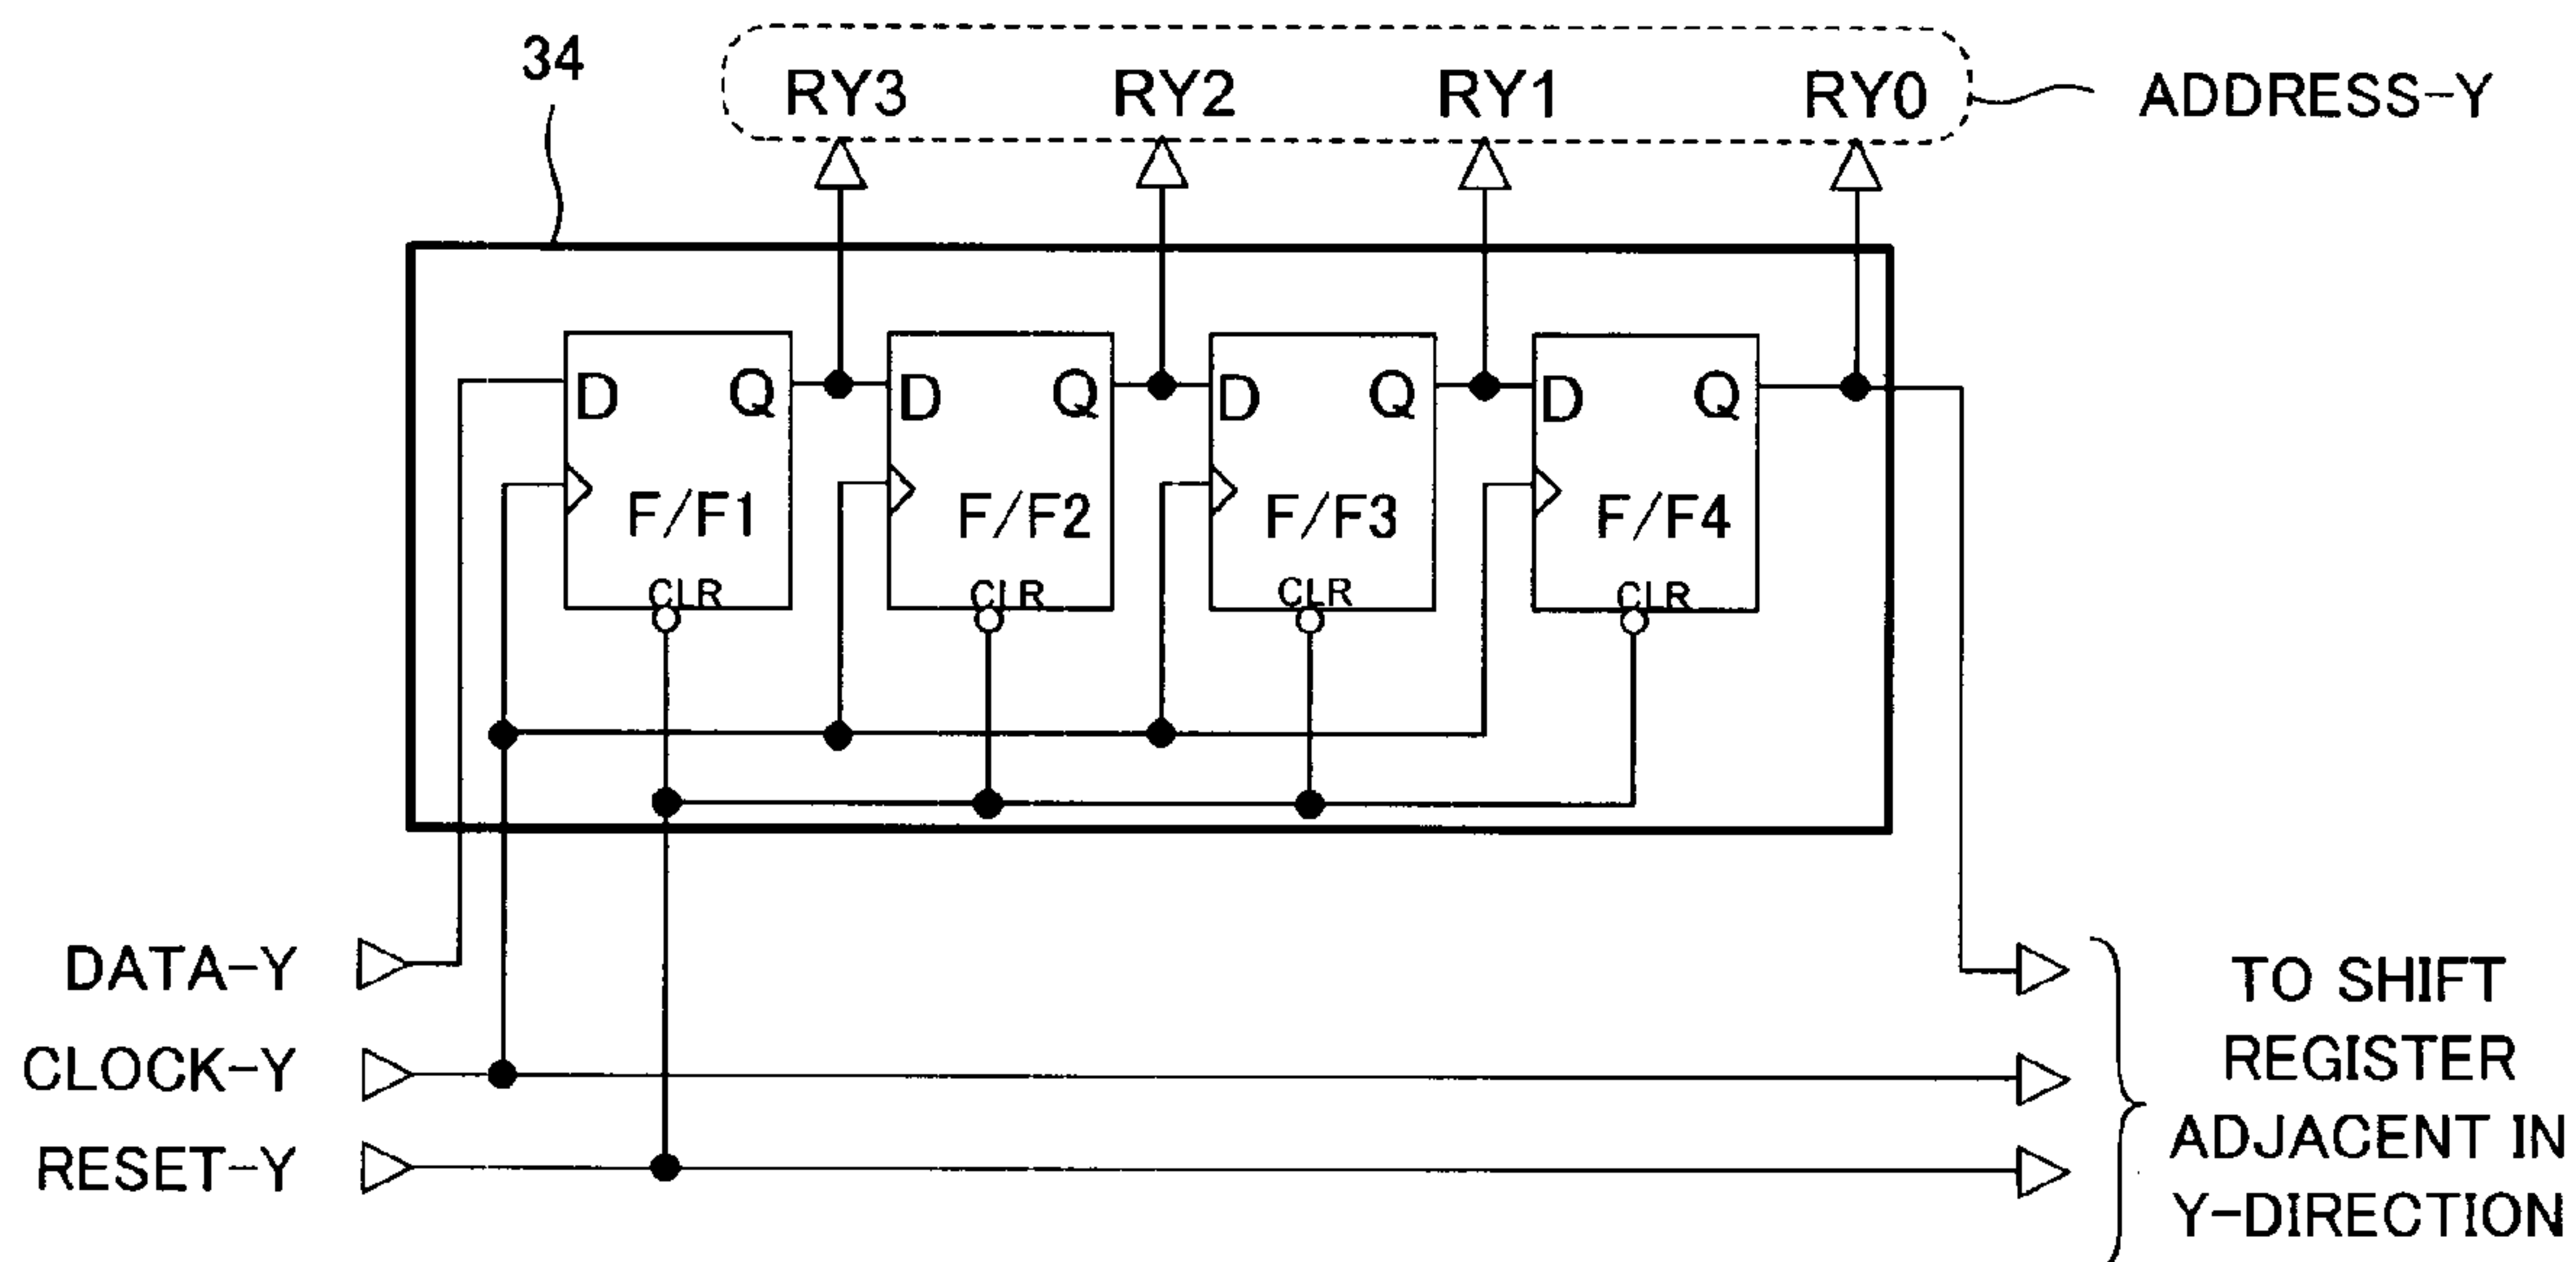 34
RY3 RY2 RY1 RY0
ADDRESS-Y
D Q D Q D Q D Q
F/F1 F/F2 F/F3 F/F4
CLR CLR CLR CLR
DATA-Y
CLOCK-Y
RESET-Y
TO SHIFT
REGISTER
ADJACENT IN
Y-DIRECTION